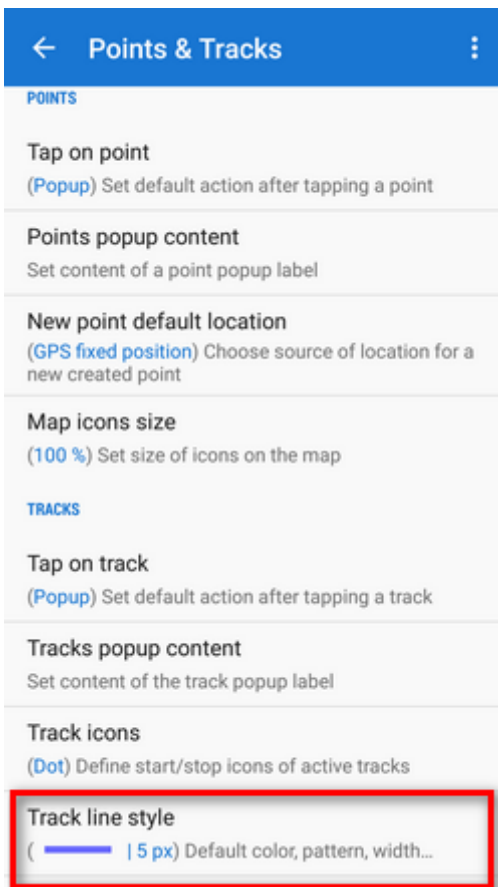 Points & Tracks
POINTS
Tap on point
(Popup) Set default action after tapping a point
Points popup content
Set content of a point popup label
New point default location
(GPS fixed position) Choose source of location for a
new created point
Map icons size
(100 %) Set size of icons on the map
TRACKS
Tap on track
(Popup) Set default action after tapping a track
Tracks popup content
Set content of the track popup label
Track icons
(Dot) Define start/stop icons of active tracks
Track line style
( | 5 px) Default color, pattern, width...